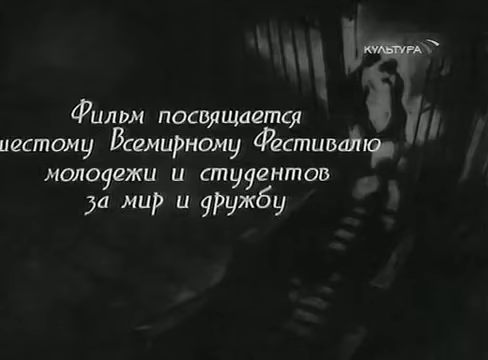 КУЛЬТУРА
Фильм посвящается
шестому Всемирному Фестивалю
молодежи и студентов
за мир и дружбу